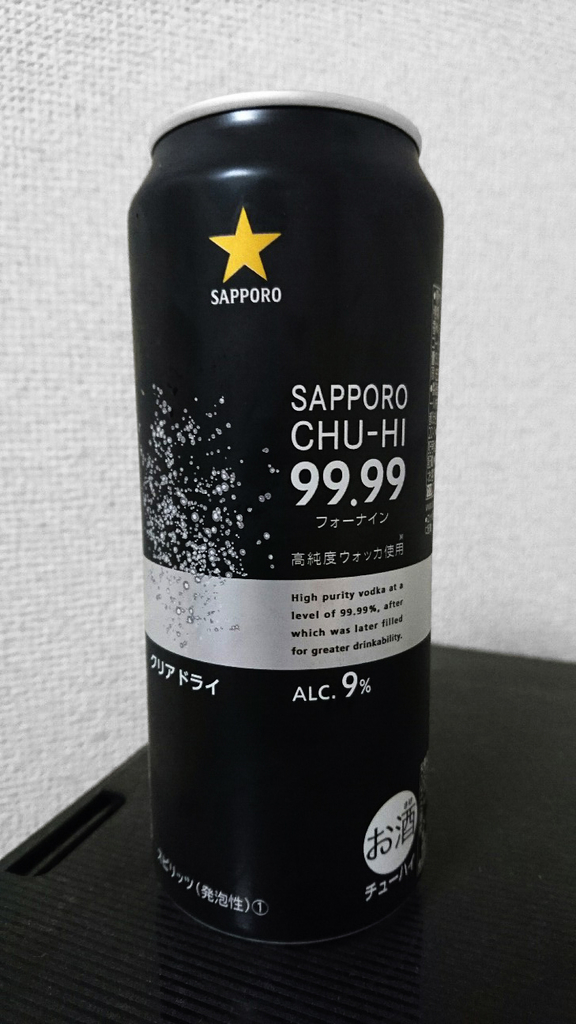 SAPPORO
SAPPORO
CHU-HI
99.99
フォーナイン
高純度ウォッカ使用※
High purity vodka at a
level of 99.99%, after
which was later filled
for greater drinkability.
クリアドライ
ALC. 9%
お酒
チューハイ
スピリッツ(発泡性)①